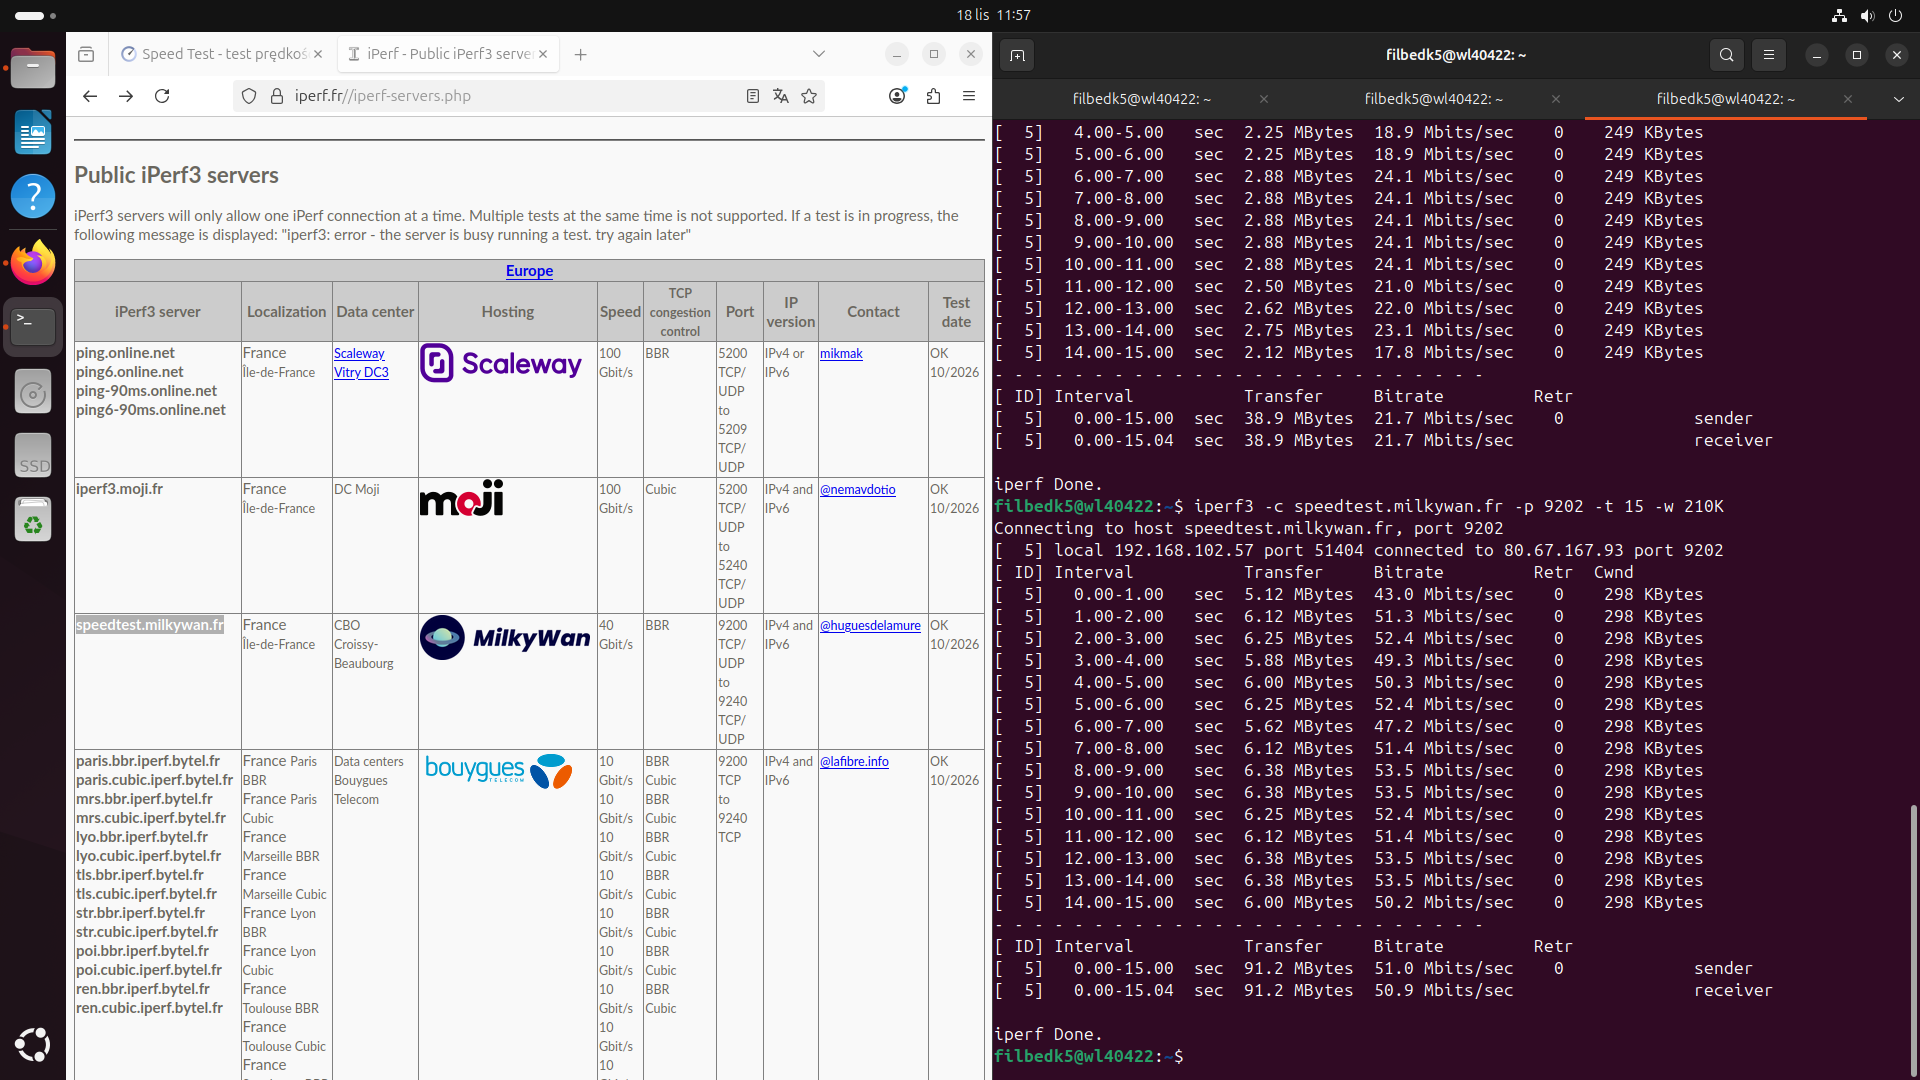 18 lis 11:57
Speed Test - test prędkoś
iPerf - Public iPerf3 serve
iperf.fr//iperf-servers.php
Public iPerf3 servers
iPerf3 servers will only allow one iPerf connection at a time. Multiple tests at the same time is not supported. If a test is in progress, the
following message is displayed: "iperf3: error - the server is busy running a test. try again later"
Europe
iPerf3 server Localization Data center Hosting Speed TCP congestion control Port IP version Contact Test date
ping.online.net
ping6.online.net
ping-90ms.online.net
ping6-90ms.online.net
France
Île-de-France
Scaleway
Vitry DC3
Scaleway
100
Gbit/s
BBR
5200
TCP/
UDP
to
5209
TCP/
UDP
IPv4 or
IPv6
mikmak
OK
10/2026
iperf3.moji.fr
France
Île-de-France
DC Moji
moji
100
Gbit/s
Cubic
5200
TCP/
UDP
to
5240
TCP/
UDP
IPv4 and
IPv6
@nemavdotio
OK
10/2026
speedtest.milkywan.fr
France
Île-de-France
CBO
Croissy-
Beaubourg
MilkyWan
40
Gbit/s
BBR
9200
TCP/
UDP
to
9240
TCP/
UDP
IPv4 and
IPv6
@huguesdelamure
OK
10/2026
paris.bbr.iperf.bytel.fr
paris.cubic.iperf.bytel.fr
mrs.bbr.iperf.bytel.fr
mrs.cubic.iperf.bytel.fr
lyo.bbr.iperf.bytel.fr
lyo.cubic.iperf.bytel.fr
tls.bbr.iperf.bytel.fr
tls.cubic.iperf.bytel.fr
str.bbr.iperf.bytel.fr
str.cubic.iperf.bytel.fr
poi.bbr.iperf.bytel.fr
poi.cubic.iperf.bytel.fr
ren.bbr.iperf.bytel.fr
ren.cubic.iperf.bytel.fr
France Paris
BBR
France Paris
Cubic
France
Marseille BBR
France
Marseille Cubic
France Lyon
BBR
France Lyon
Cubic
France
Toulouse BBR
France
Toulouse Cubic
France
Data centers
Bouygues
Telecom
bouygues
TELECOM
10
Gbit/s
10
Gbit/s
10
Gbit/s
10
Gbit/s
10
Gbit/s
10
Gbit/s
10
Gbit/s
10
Gbit/s
10
BBR
Cubic
BBR
Cubic
BBR
Cubic
BBR
Cubic
BBR
Cubic
BBR
Cubic
BBR
Cubic
9200
TCP
to
9240
TCP
IPv4 and
IPv6
@lafibre.info
OK
10/2026
SSD
filbedk5@wl40422: ~
filbedk5@wl40422: ~
filbedk5@wl40422: ~
filbedk5@wl40422: ~
[  5]   4.00-5.00   sec  2.25 MBytes  18.9 Mbits/sec    0    249 KBytes
[  5]   5.00-6.00   sec  2.25 MBytes  18.9 Mbits/sec    0    249 KBytes
[  5]   6.00-7.00   sec  2.88 MBytes  24.1 Mbits/sec    0    249 KBytes
[  5]   7.00-8.00   sec  2.88 MBytes  24.1 Mbits/sec    0    249 KBytes
[  5]   8.00-9.00   sec  2.88 MBytes  24.1 Mbits/sec    0    249 KBytes
[  5]   9.00-10.00  sec  2.88 MBytes  24.1 Mbits/sec    0    249 KBytes
[  5]  10.00-11.00  sec  2.88 MBytes  24.1 Mbits/sec    0    249 KBytes
[  5]  11.00-12.00  sec  2.50 MBytes  21.0 Mbits/sec    0    249 KBytes
[  5]  12.00-13.00  sec  2.62 MBytes  22.0 Mbits/sec    0    249 KBytes
[  5]  13.00-14.00  sec  2.75 MBytes  23.1 Mbits/sec    0    249 KBytes
[  5]  14.00-15.00  sec  2.12 MBytes  17.8 Mbits/sec    0    249 KBytes
- - - - - - - - - - - - - - - - - - - - - - - - -
[ ID] Interval           Transfer     Bitrate         Retr
[  5]   0.00-15.00  sec  38.9 MBytes  21.7 Mbits/sec    0             sender
[  5]   0.00-15.04  sec  38.9 MBytes  21.7 Mbits/sec                  receiver
iperf Done.
filbedk5@wl40422:~$ iperf3 -c speedtest.milkywan.fr -p 9202 -t 15 -w 210K
Connecting to host speedtest.milkywan.fr, port 9202
[  5] local 192.168.102.57 port 51404 connected to 80.67.167.93 port 9202
[ ID] Interval           Transfer     Bitrate         Retr  Cwnd
[  5]   0.00-1.00   sec  5.12 MBytes  43.0 Mbits/sec    0    298 KBytes
[  5]   1.00-2.00   sec  6.12 MBytes  51.3 Mbits/sec    0    298 KBytes
[  5]   2.00-3.00   sec  6.25 MBytes  52.4 Mbits/sec    0    298 KBytes
[  5]   3.00-4.00   sec  5.88 MBytes  49.3 Mbits/sec    0    298 KBytes
[  5]   4.00-5.00   sec  6.00 MBytes  50.3 Mbits/sec    0    298 KBytes
[  5]   5.00-6.00   sec  6.25 MBytes  52.4 Mbits/sec    0    298 KBytes
[  5]   6.00-7.00   sec  5.62 MBytes  47.2 Mbits/sec    0    298 KBytes
[  5]   7.00-8.00   sec  6.12 MBytes  51.4 Mbits/sec    0    298 KBytes
[  5]   8.00-9.00   sec  6.38 MBytes  53.5 Mbits/sec    0    298 KBytes
[  5]   9.00-10.00  sec  6.38 MBytes  53.5 Mbits/sec    0    298 KBytes
[  5]  10.00-11.00  sec  6.25 MBytes  52.4 Mbits/sec    0    298 KBytes
[  5]  11.00-12.00  sec  6.12 MBytes  51.4 Mbits/sec    0    298 KBytes
[  5]  12.00-13.00  sec  6.38 MBytes  53.5 Mbits/sec    0    298 KBytes
[  5]  13.00-14.00  sec  6.38 MBytes  53.5 Mbits/sec    0    298 KBytes
[  5]  14.00-15.00  sec  6.00 MBytes  50.2 Mbits/sec    0    298 KBytes
- - - - - - - - - - - - - - - - - - - - - - - - -
[ ID] Interval           Transfer     Bitrate         Retr
[  5]   0.00-15.00  sec  91.2 MBytes  51.0 Mbits/sec    0             sender
[  5]   0.00-15.04  sec  91.2 MBytes  50.9 Mbits/sec                  receiver
iperf Done.
filbedk5@wl40422:~$